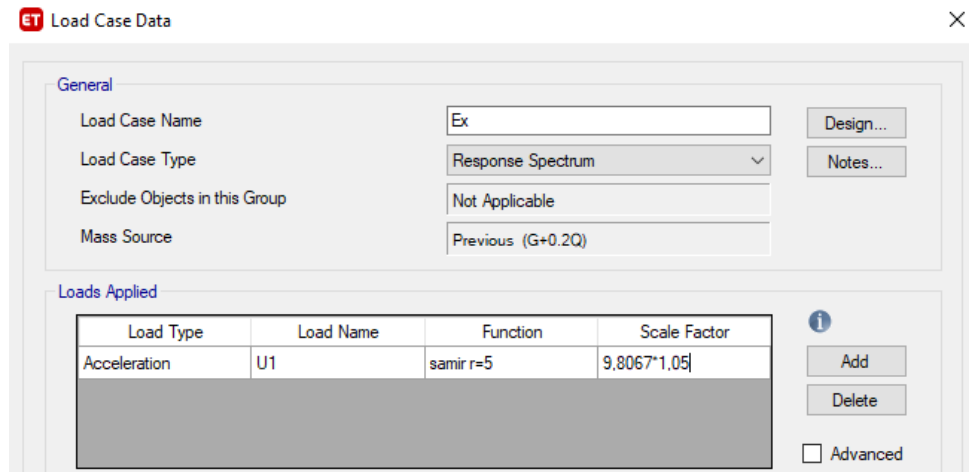 ET Load Case Data
General
Load Case Name Ex Design...
Load Case Type Response Spectrum Notes...
Exclude Objects in this Group Not Applicable
Mass Source Previous (G+0.2Q)
Loads Applied
Load Type Load Name Function Scale Factor
Acceleration U1 samir r=5 9,8067*1,05
Add
Delete
Advanced